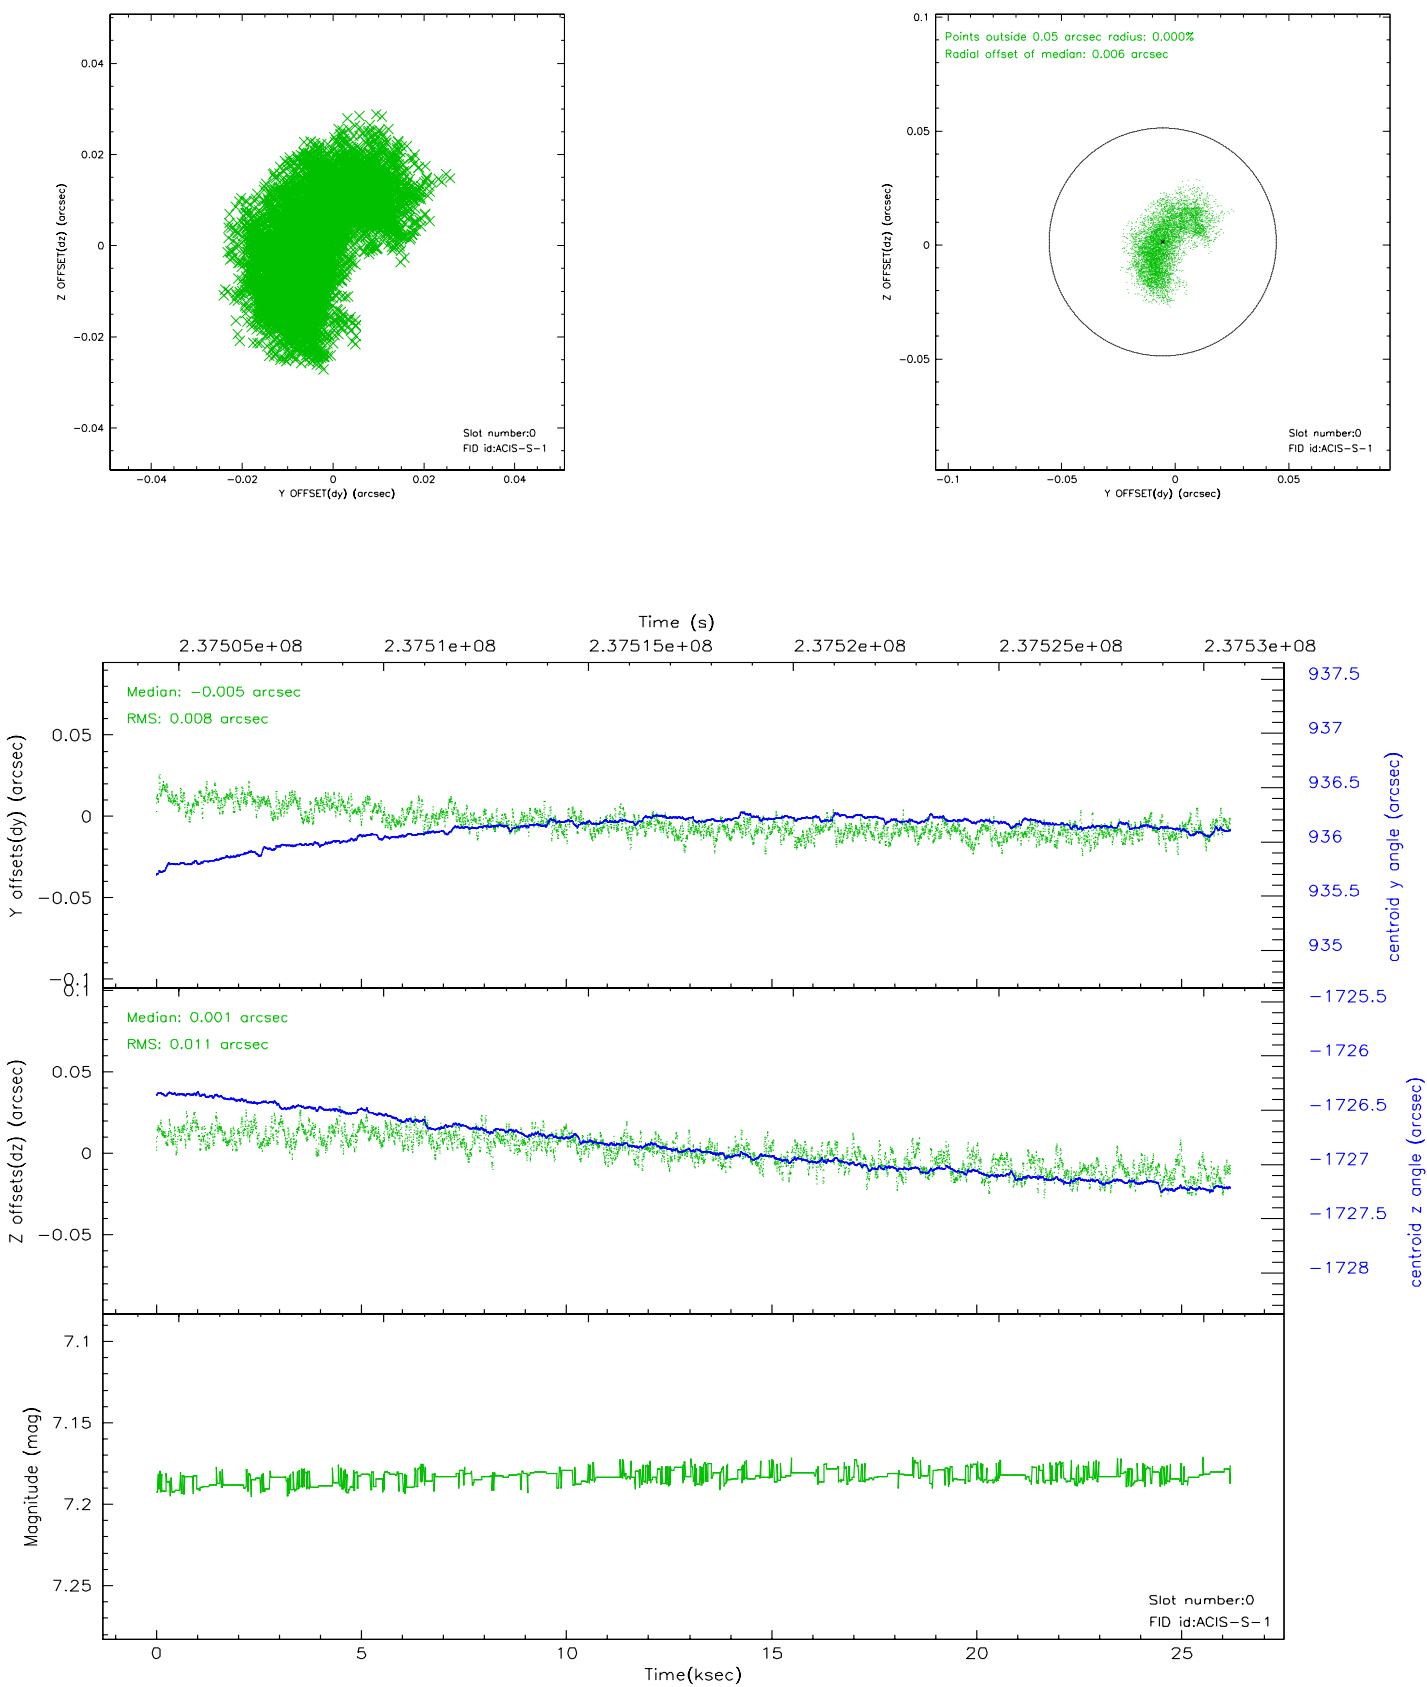 0.04
0.02
0
−0.02
−0.04
Z OFFSET(dz) (arcsec)
Slot number:0
FID id:ACIS−S−1
−0.04
−0.02
0
0.02
0.04
Y OFFSET(dy) (arcsec)
0.1
Points outside 0.05 arcsec radius: 0.000%
Radial offset of median: 0.006 arcsec
0.05
0
−0.05
Z OFFSET(dz) (arcsec)
Slot number:0
FID id:ACIS−S−1
−0.1
−0.05
0
0.05
Y OFFSET(dy) (arcsec)
Time (s)
2.37505e+08
2.3751e+08
2.37515e+08
2.3752e+08
2.37525e+08
2.3753e+08
Median: −0.005 arcsec
RMS: 0.008 arcsec
0.05
0
−0.05
−0.1
Y offsets(dy) (arcsec)
937.5
937
936.5
936
935.5
935
centroid y angle (arcsec)
0.1
Median: 0.001 arcsec
RMS: 0.011 arcsec
0.05
0
−0.05
Z offsets(dz) (arcsec)
−1725.5
−1726
−1726.5
−1727
−1727.5
−1728
centroid z angle (arcsec)
7.1
7.15
7.2
7.25
Magnitude (mag)
Slot number:0
FID id:ACIS−S−1
0
5
10
15
20
25
Time(ksec)